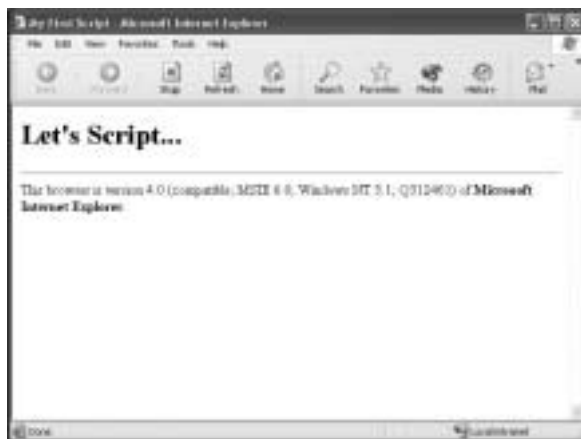 My First Script - Microsoft Internet Explorer
File Edit View Favorites Tools Help
Back Forward Stop Refresh Home Search Favorites Media History Mail
Let's Script...
This browser is version 4.0 (compatible; MSIE 6.0; Windows NT 5.1; Q312461) of Microsoft
Internet Explorer.
Done
Local intranet